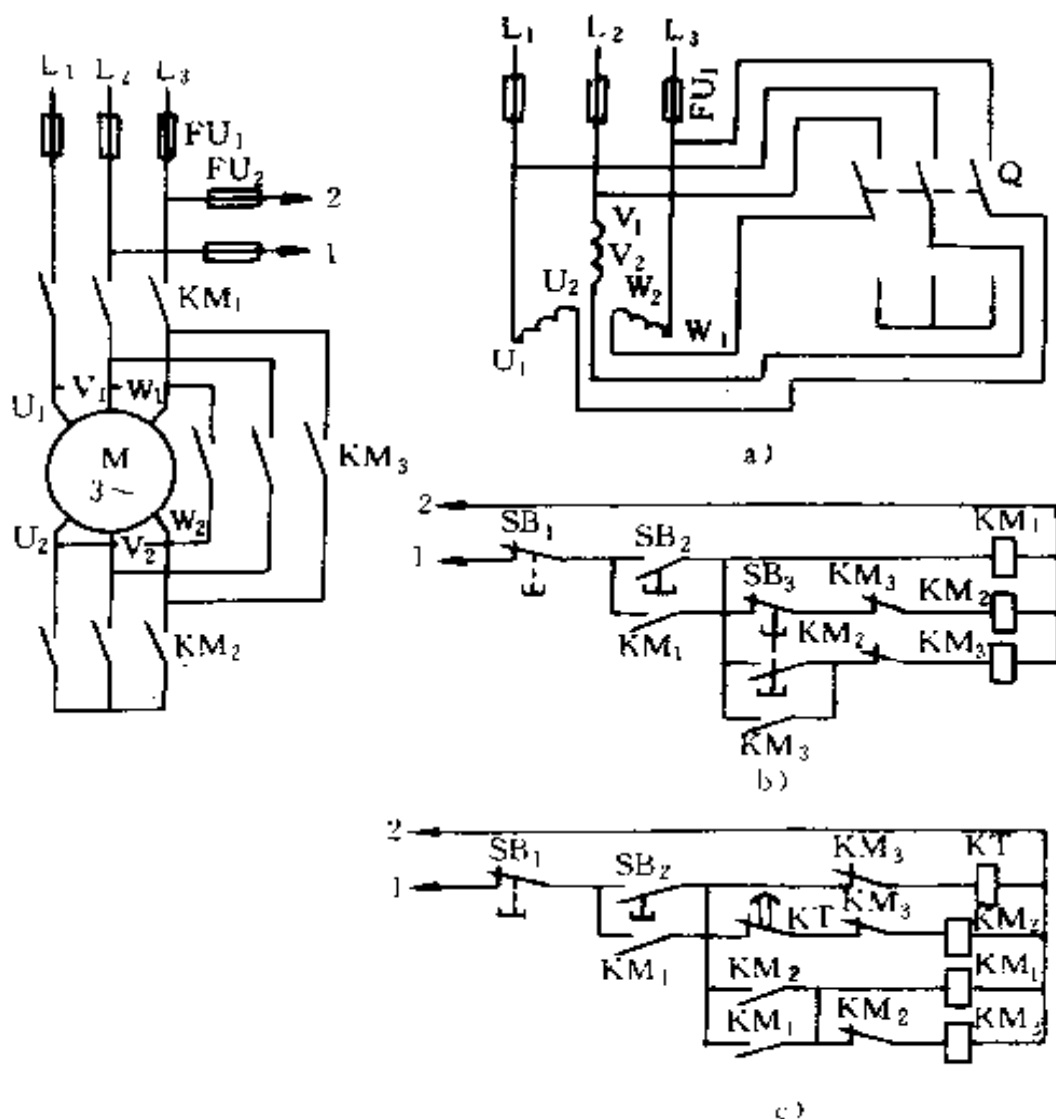 L₁ L₂ L₃
FU₁
FU₂
2
1
KM₁
U₁ V₁ W₁
M
3~
KM₃
U₂ V₂ W₂
KM₂
L₁ L₂ L₃
FU₁
Q
V₁
V₂
U₂ W₂
U₁ W₁
a)
2
KM₁
1 SB₁ SB₂
SB₃ KM₃ KM₂
KM₁ KM₂ KM₃
KM₃
b)
2
KT
1 SB₁ SB₂ KM₃
KT KM₃ KM₂
KM₁ KM₂ KM₁
KM₁ KM₂ KM₃
c)